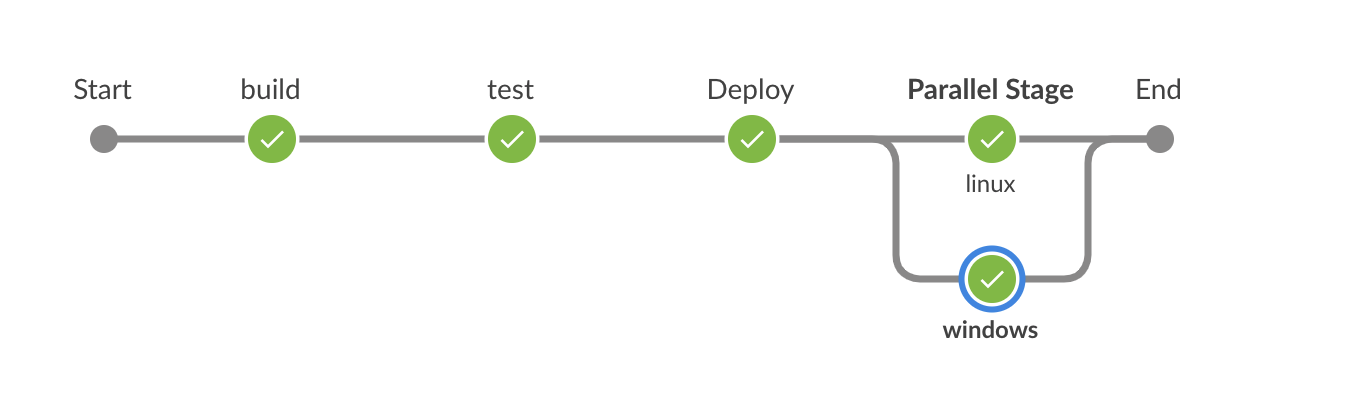 Start
build
test
Deploy
Parallel Stage
End
linux
windows